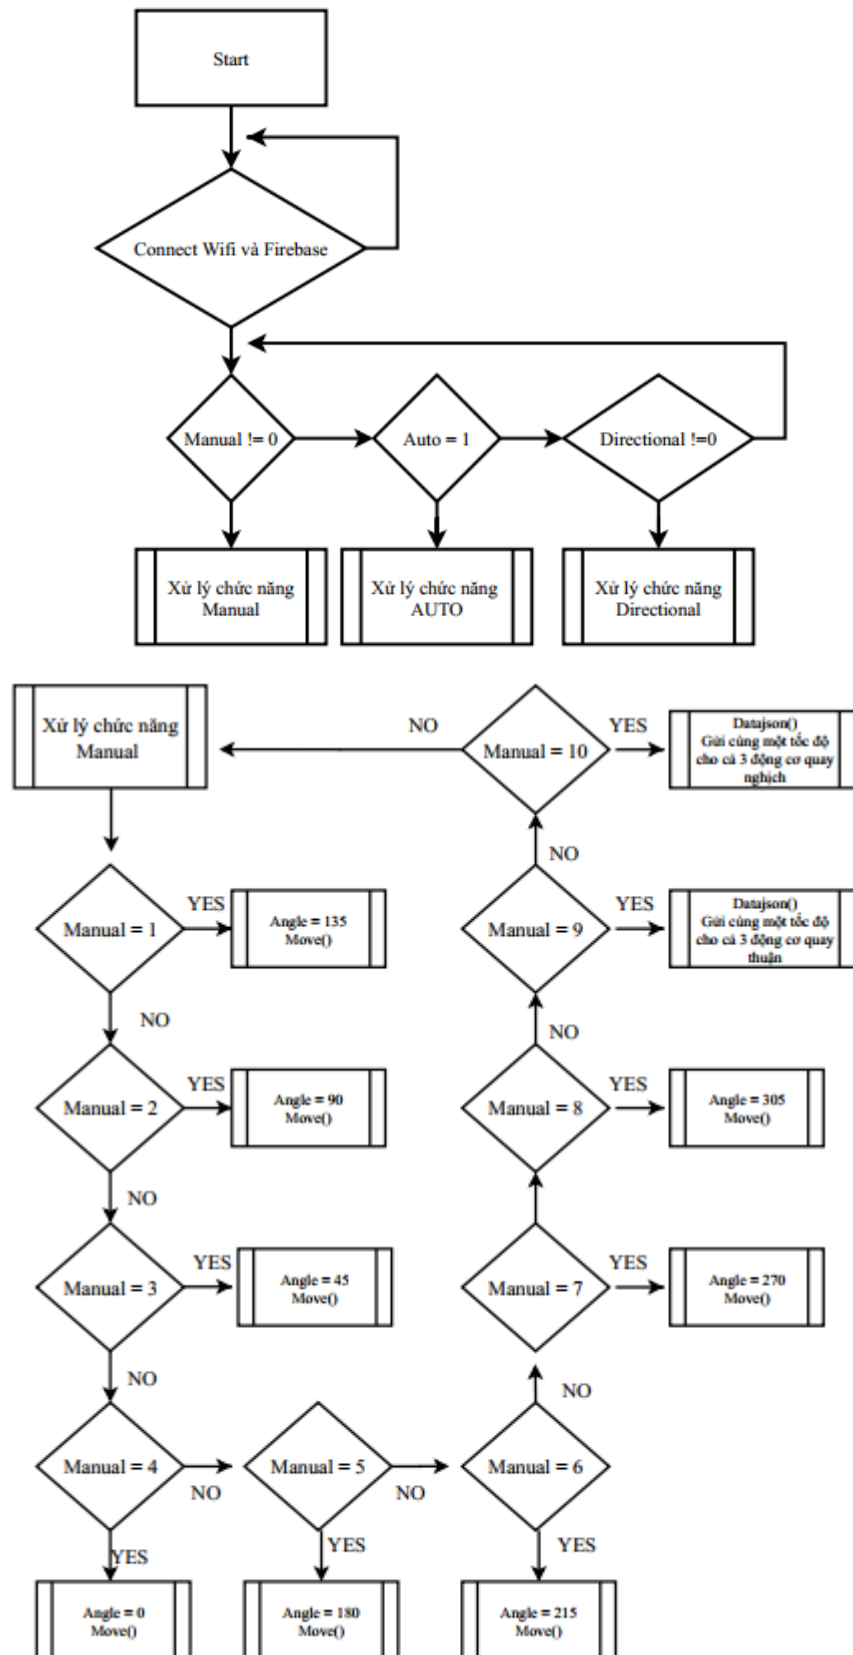 Start
Connect Wifi và Firebase
Manual != 0
Auto = 1
Directional !=0
Xử lý chức năng
Manual
Xử lý chức năng
AUTO
Xử lý chức năng
Directional
Xử lý chức năng
Manual
NO
Manual = 10
YES
Datajson()
Gửi cùng một tốc độ
cho cả 3 động cơ quay
nghịch
NO
Manual = 1
YES
Angle = 135
Move()
Manual = 9
YES
Datajson()
Gửi cùng một tốc độ
cho cả 3 động cơ quay
thuận
NO
NO
Manual = 2
YES
Angle = 90
Move()
Manual = 8
YES
Angle = 305
Move()
NO
Manual = 3
YES
Angle = 45
Move()
Manual = 7
YES
Angle = 270
Move()
NO
NO
Manual = 4
NO
Manual = 5
NO
Manual = 6
YES
YES
YES
Angle = 0
Move()
Angle = 180
Move()
Angle = 215
Move()